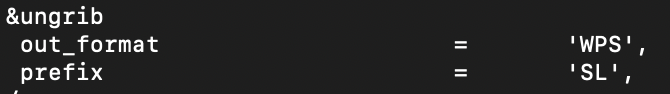 &ungrib
out_format = 'WPS',
prefix = 'SL',
/